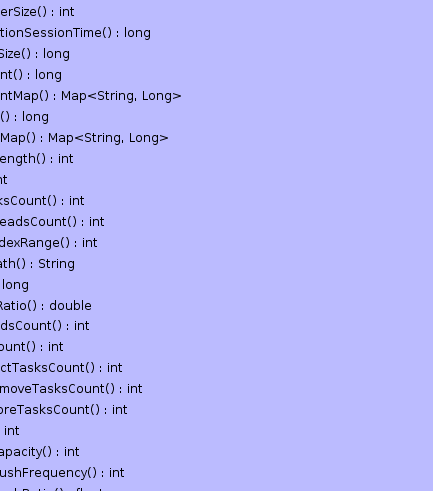 erSize() : int
tionSessionTime() : long
Size() : long
nt() : long
ntMap() : Map<String, Long>
() : long
Map() : Map<String, Long>
ength() : int
nt
ksCount() : int
eadsCount() : int
dexRange() : int
ath() : String
long
Ratio() : double
dsCount() : int
ount() : int
ctTasksCount() : int
moveTasksCount() : int
oreTasksCount() : int
int
apacity() : int
ushFrequency() : int